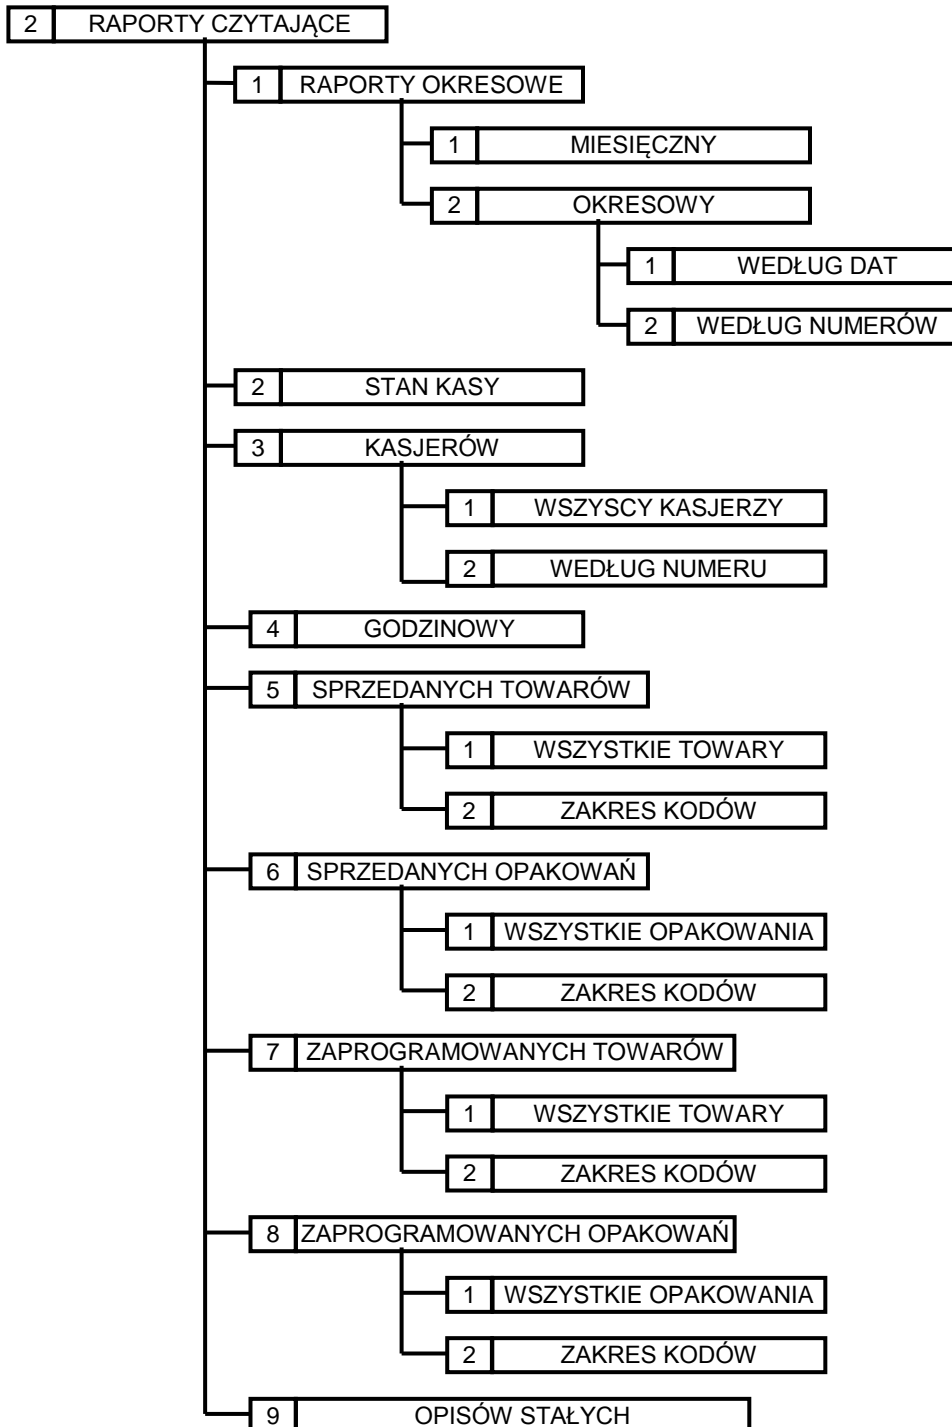 2 RAPORTY CZYTAJĄCE
1 RAPORTY OKRESOWE
1 MIESIĘCZNY
2 OKRESOWY
1 WEDŁUG DAT
2 WEDŁUG NUMERÓW
2 STAN KASY
3 KASJERÓW
1 WSZYSCY KASJERZY
2 WEDŁUG NUMERU
4 GODZINOWY
5 SPRZEDANYCH TOWARÓW
1 WSZYSTKIE TOWARY
2 ZAKRES KODÓW
6 SPRZEDANYCH OPAKOWAŃ
1 WSZYSTKIE OPAKOWANIA
2 ZAKRES KODÓW
7 ZAPROGRAMOWANYCH TOWARÓW
1 WSZYSTKIE TOWARY
2 ZAKRES KODÓW
8 ZAPROGRAMOWANYCH OPAKOWAŃ
1 WSZYSTKIE OPAKOWANIA
2 ZAKRES KODÓW
9 OPISÓW STAŁYCH